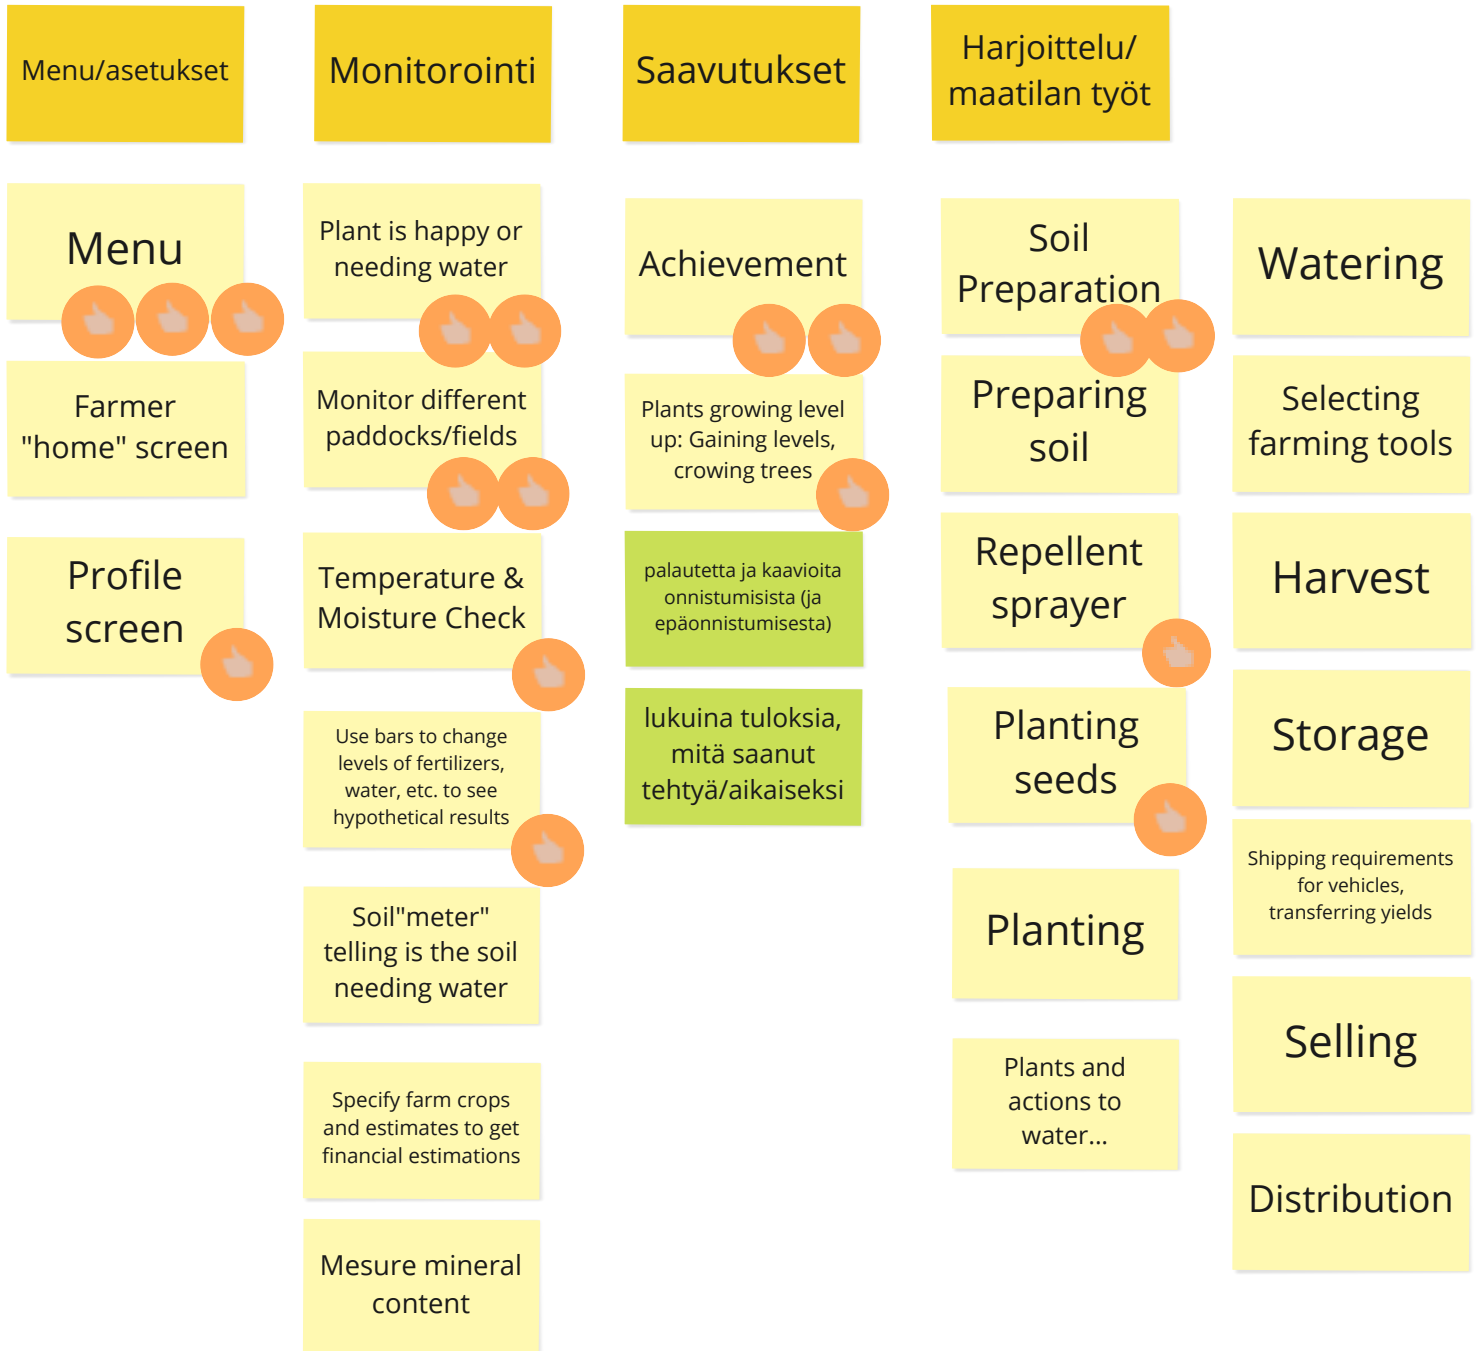 Menu/asetukset
Monitorointi
Saavutukset
Harjoittelu/
maatilan työt
Menu
Farmer
"home" screen
Profile
screen
Plant is happy or
needing water
Monitor different
paddocks/fields
Temperature &
Moisture Check
Use bars to change
levels of fertilizers,
water, etc. to see
hypothetical results
Soil"meter"
telling is the soil
needing water
Specify farm crops
and estimates to get
financial estimations
Mesure mineral
content
Achievement
Plants growing level
up: Gaining levels,
crowing trees
palautetta ja kaavioita
onnistumisista (ja
epäonnistumisesta)
lukuina tuloksia,
mitä saanut
tehtyä/aikaiseksi
Soil
Preparation
Preparing
soil
Repellent
sprayer
Planting
seeds
Planting
Plants and
actions to
water...
Watering
Selecting
farming tools
Harvest
Storage
Shipping requirements
for vehicles,
transferring yields
Selling
Distribution